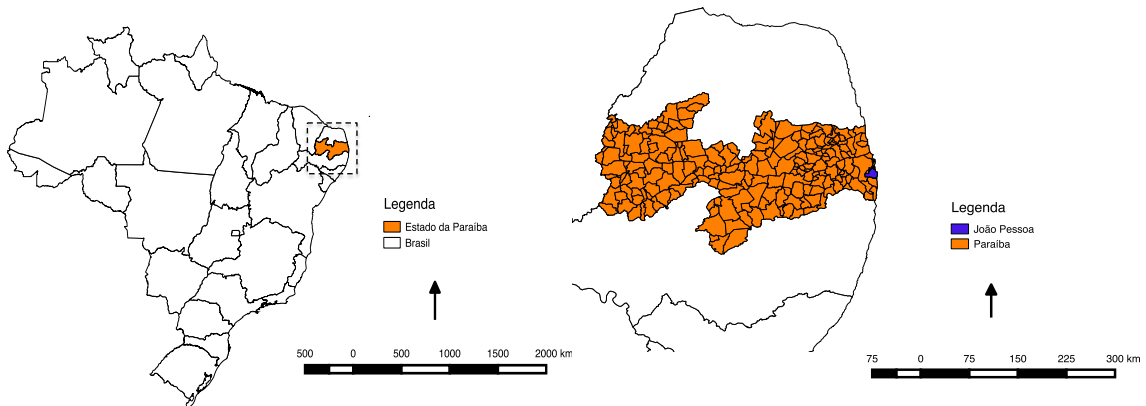 Legenda
Estado da Paraíba
Brasil
500 0 500 1000 1500 2000 km
Legenda
João Pessoa
Paraíba
75 0 75 150 225 300 km